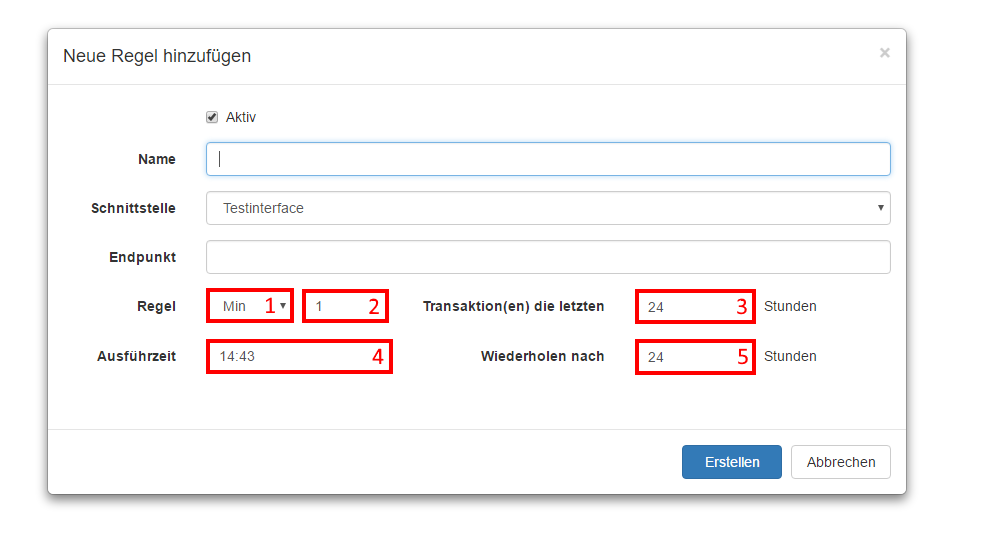 Neue Regel hinzufügen ×
Aktiv
Name
Schnittstelle Testinterface
Endpunkt
Regel Min 1 1 2 Transaktion(en) die letzten 24 3 Stunden
Ausführzeit 14:43 4 Wiederholen nach 24 5 Stunden
Erstellen Abbrechen